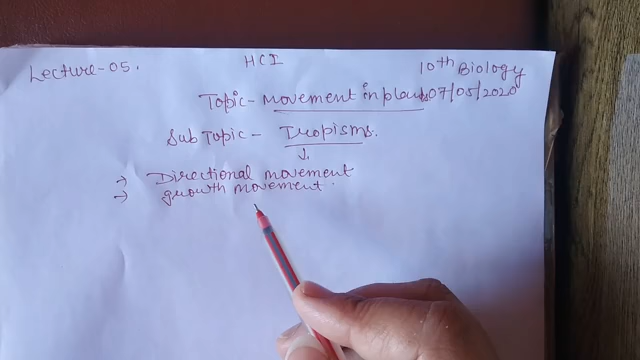 HCI
Lecture-05.
10th Biology
Topic - Movement in plants 07/05/2020
Sub Topic - Tropisms.
→ Directional movement
→ growth movement.